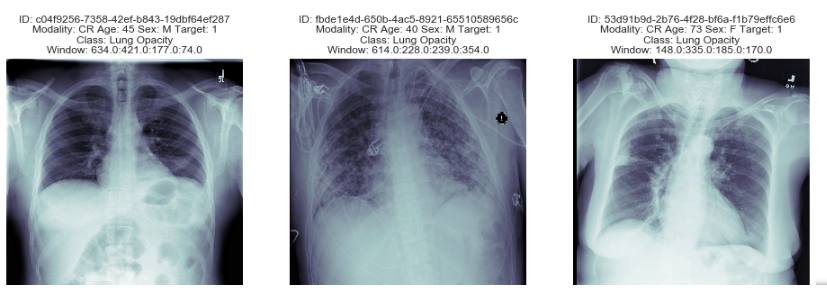 ID: c04f9256-7358-42ef-b843-19dbf64ef287
Modality: CR Age: 45 Sex: M Target: 1
Class: Lung Opacity
Window: 634.0:421.0:177.0:74.0
ID: fbde1e4d-650b-4ac5-8921-65510589656c
Modality: CR Age: 40 Sex: M Target: 1
Class: Lung Opacity
Window: 614.0:228.0:239.0:354.0
ID: 53d91b9d-2b76-4f28-bf6a-f1b79effc6e6
Modality: CR Age: 73 Sex: F Target: 1
Class: Lung Opacity
Window: 148.0:335.0:185.0:170.0